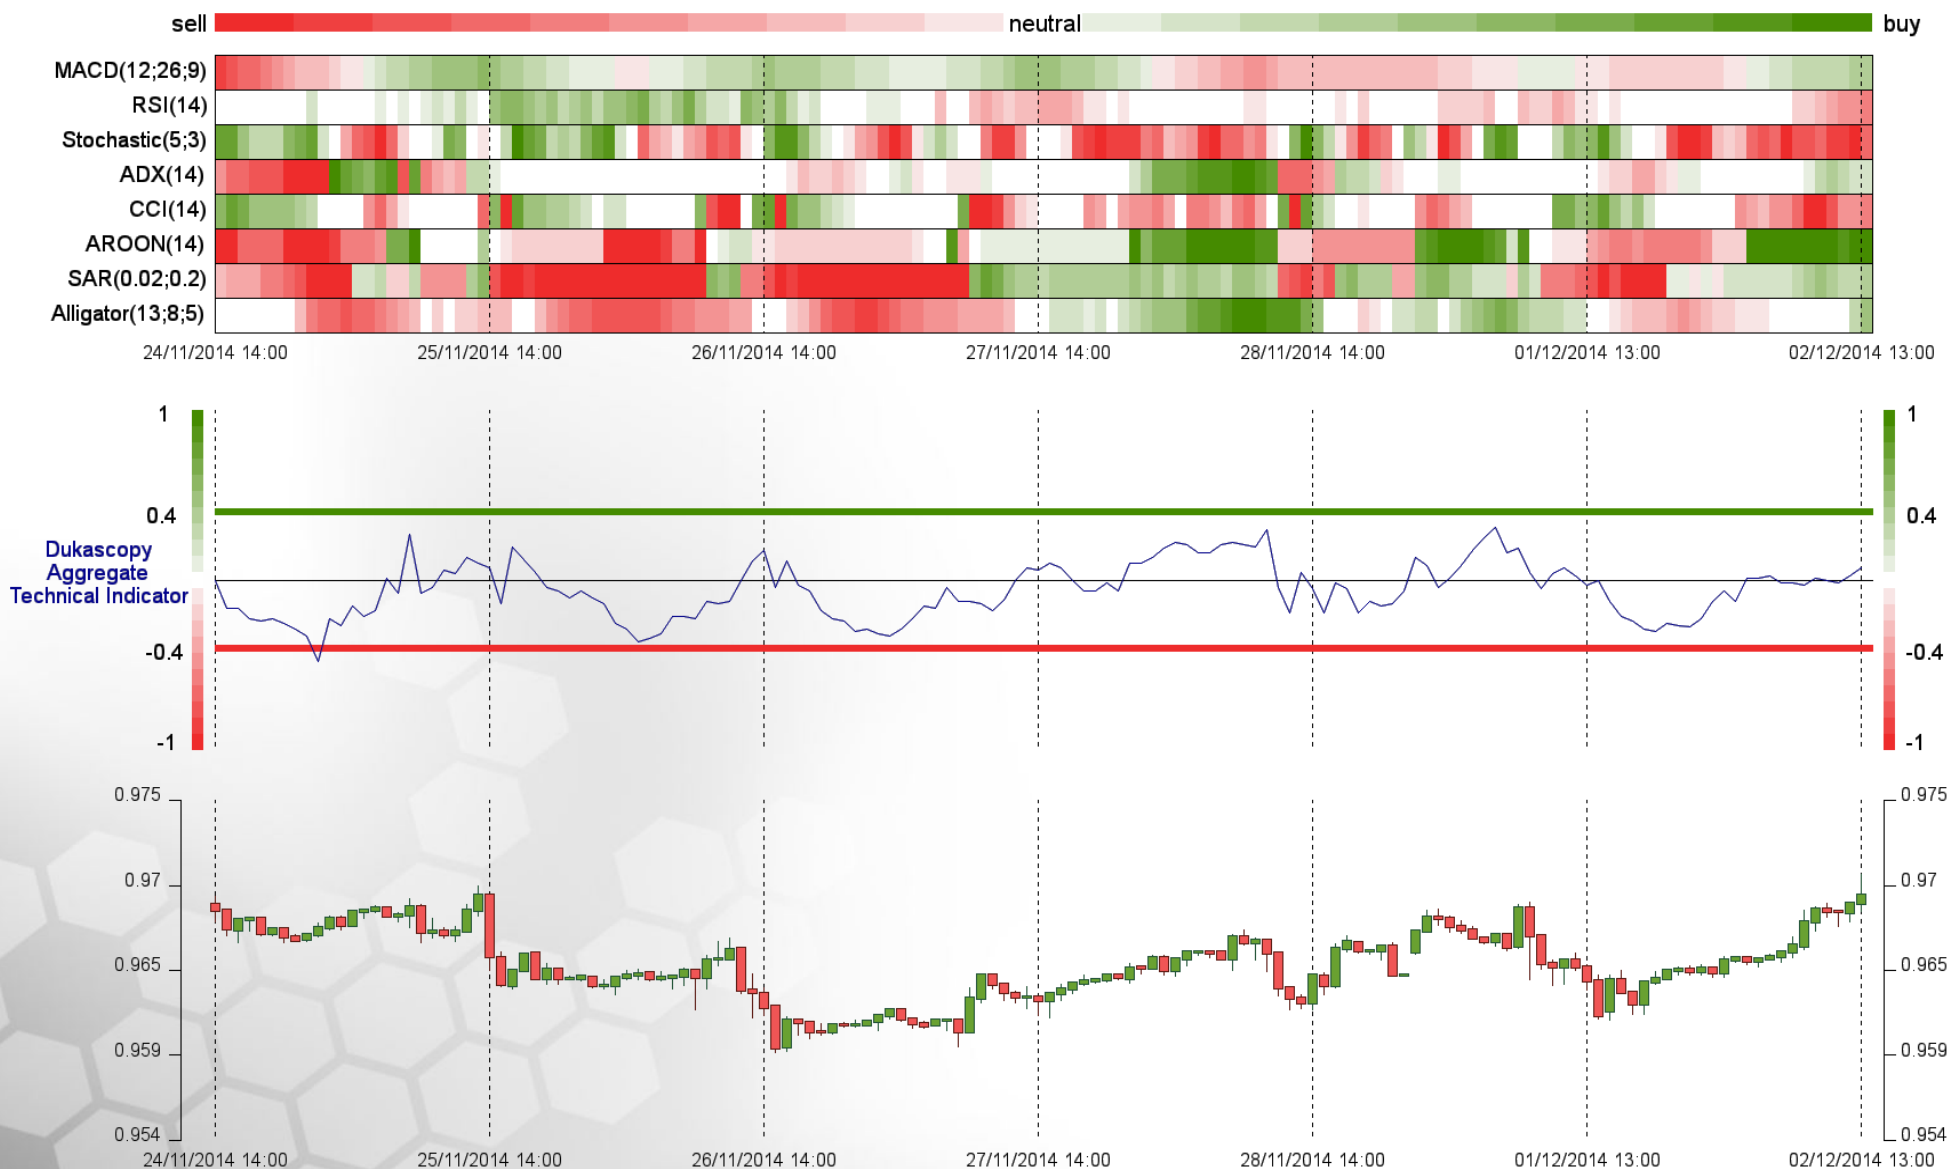 sell neutral buy
MACD(12;26;9)
RSI(14)
Stochastic(5;3)
ADX(14)
CCI(14)
AROON(14)
SAR(0.02;0.2)
Alligator(13;8;5)
24/11/2014 14:00 25/11/2014 14:00 26/11/2014 14:00 27/11/2014 14:00 28/11/2014 14:00 01/12/2014 13:00 02/12/2014 13:00
1 1
0.4 0.4
Dukascopy
Aggregate
Technical Indicator
-0.4 -0.4
-1 -1
0.975 0.975
0.97 0.97
0.965 0.965
0.959 0.959
0.954 0.954
24/11/2014 14:00 25/11/2014 14:00 26/11/2014 14:00 27/11/2014 14:00 28/11/2014 14:00 01/12/2014 13:00 02/12/2014 13:00